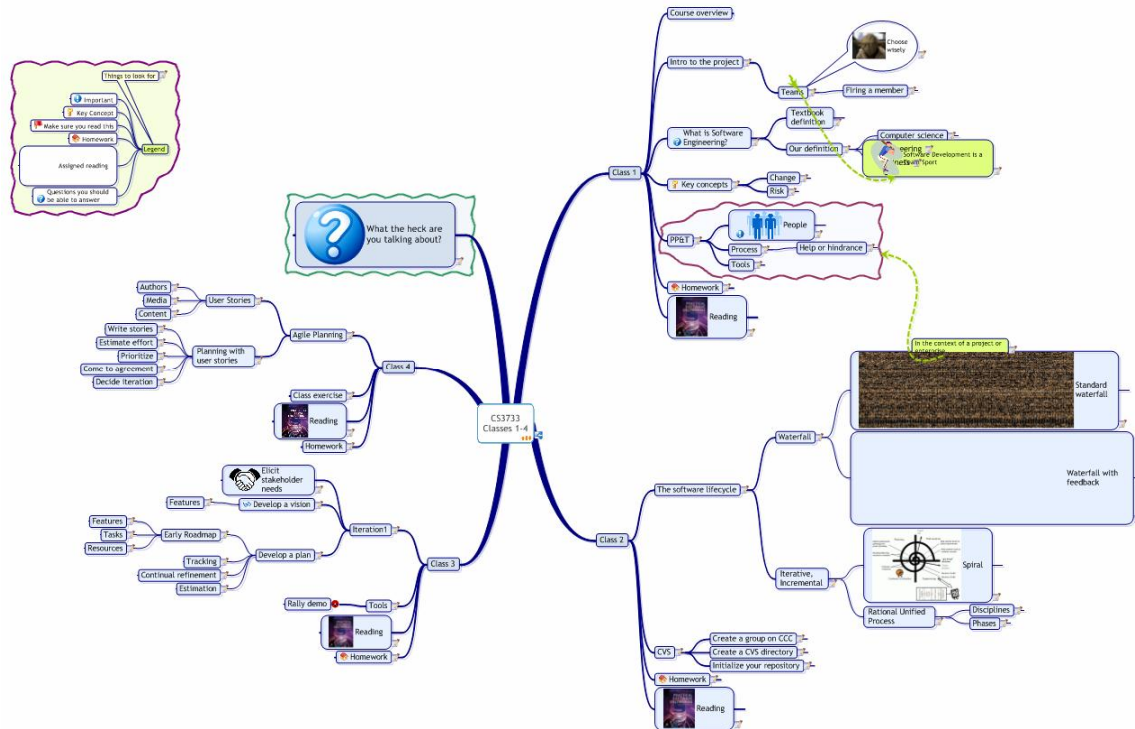 Things to look for
Important
Key Concept
Make sure you read this
Homework
Assigned reading
Questions you should
be able to answer
Legend
What the heck are
you talking about?
CS3733
Classes 1-4
Class 1
Course overview
Intro to the project
Teams
Choose
wisely
Firing a member
What is Software
Engineering?
Textbook
definition
Our definition
Computer science
Software Development is a
Sport
Key concepts
Change
Risk
PP&T
People
Process
Help or hindrance
Tools
Homework
Reading
Class 2
The software lifecycle
Waterfall
In the context of a project or
Standard
waterfall
Waterfall with
feedback
Iterative,
Incremental
Spiral
Rational Unified
Process
Disciplines
Phases
CVS
Create a group on CCC
Create a CVS directory
Initialize your repository
Homework
Reading
Class 3
Iteration1
Elicit
stakeholder
needs
Develop a vision
Features
Develop a plan
Early Roadmap
Features
Tasks
Resources
Tracking
Continual refinement
Estimation
Tools
Rally demo
Reading
Homework
Class 4
Agile Planning
User Stories
Authors
Media
Content
Planning with
user stories
Write stories
Estimate effort
Prioritize
Come to agreement
Decide iteration
Class exercise
Reading
Homework